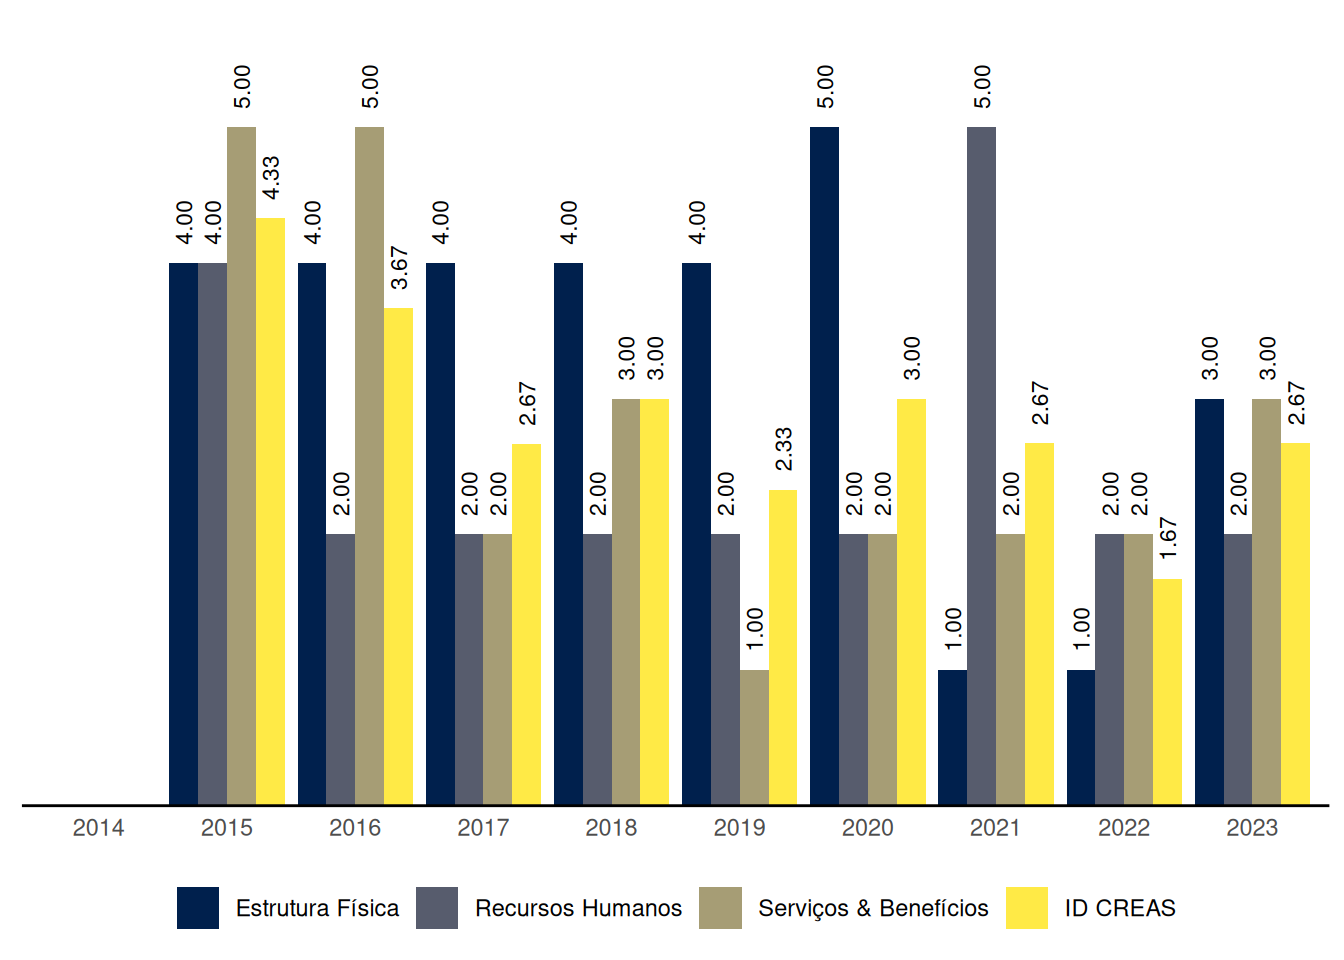 5.00 5.00 5.00 5.00
4.33
4.00 4.00 4.00 4.00 4.00 4.00
3.67
3.00 3.00 3.00 3.00 3.00
2.67 2.67 2.67
2.33
2.00 2.00 2.00 2.00 2.00 2.00 2.00 2.00 2.00 2.00 2.00
1.67
1.00 1.00 1.00
2014 2015 2016 2017 2018 2019 2020 2021 2022 2023
Estrutura Física Recursos Humanos Serviços & Benefícios ID CREAS